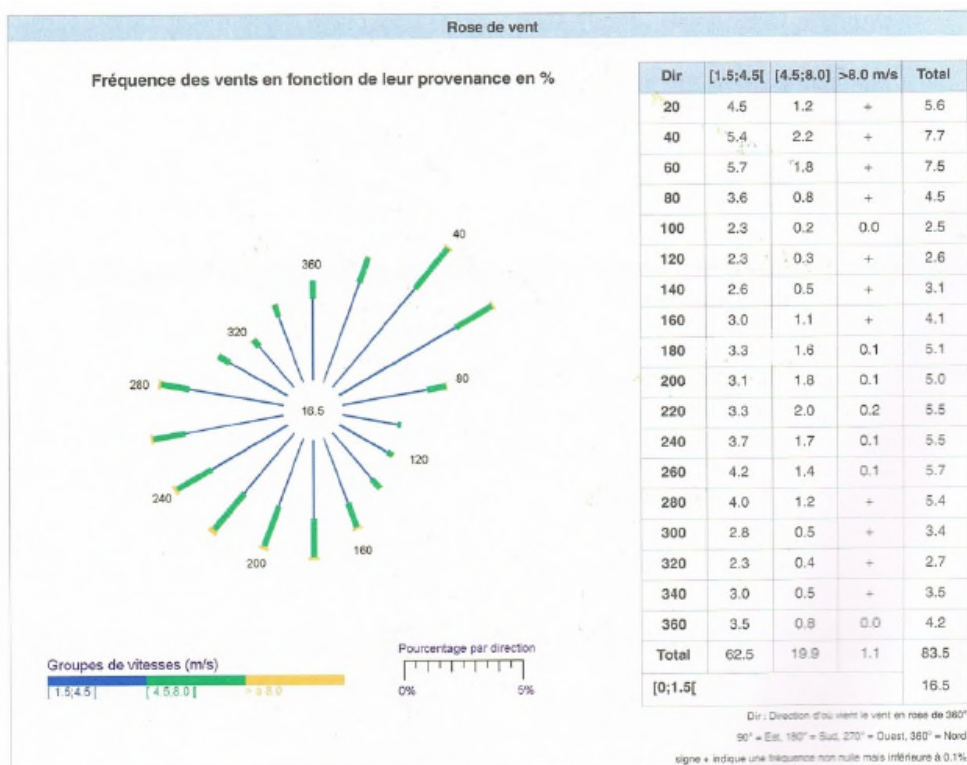 Rose de vent
Fréquence des vents en fonction de leur provenance en %
40
360
320
80
280
16.5
120
240
160
200
Groupes de vitesses (m/s)
[1.5;4.5[ [4.5;8.0] > à 8.0
Pourcentage par direction
0% 5%
Dir [1.5;4.5[ [4.5;8.0] >8.0 m/s Total
20 4.5 1.2 + 5.6
40 5.4 2.2 + 7.7
60 5.7 1.8 + 7.5
80 3.6 0.8 + 4.5
100 2.3 0.2 0.0 2.5
120 2.3 0.3 + 2.6
140 2.6 0.5 + 3.1
160 3.0 1.1 + 4.1
180 3.3 1.6 0.1 5.1
200 3.1 1.8 0.1 5.0
220 3.3 2.0 0.2 5.5
240 3.7 1.7 0.1 5.5
260 4.2 1.4 0.1 5.7
280 4.0 1.2 + 5.4
300 2.8 0.5 + 3.4
320 2.3 0.4 + 2.7
340 3.0 0.5 + 3.5
360 3.5 0.8 0.0 4.2
Total 62.5 19.9 1.1 83.5
[0;1.5[ 16.5
Dir : Direction d'où vient le vent en rose de 360°
90° = Est, 180° = Sud, 270° = Ouest, 360° = Nord
signe + indique une fréquence non nulle mais inférieure à 0.1%